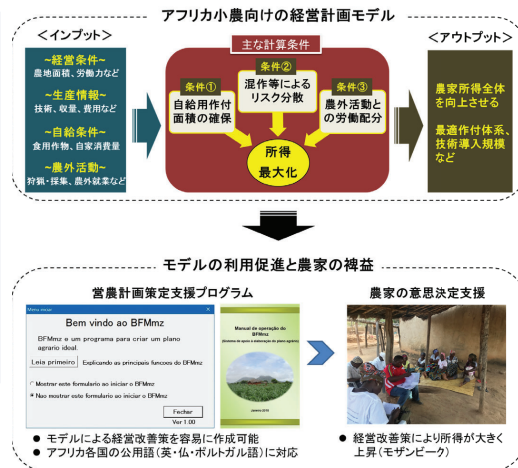 アフリカ小農向けの経営計画モデル
＜インプット＞
～経営条件～
農地面積、労働力など
～生産情報～
技術、収量、費用など
～自給条件～
食用作物、自家消費量
～農外活動～
狩猟・採集、農外就業など
主な計算条件
条件①
自給用作付
面積の確保
条件②
混作等による
リスク分散
条件③
農外活動と
の労働配分
所得
最大化
＜アウトプット＞
農家所得全体
を向上させる
最適作付体系、
技術導入規模
など
モデルの利用促進と農家の裨益
営農計画策定支援プログラム
Menu iniciar
Bem vindo ao BFMmz
BFMmz e um programa para criar um plano
agrario ideal.
Leia primeiro
Explicando as principais funcoes do BFMmz
Mostrar este formulario ao iniciar o BFMmz
Nao mostrar este formulario ao iniciar o BFMmz
Fechar
Ver 1.00
Manual de operação do
BFMmz
(Sistema de apoio à elaboração do plano agrário)
Janeiro 2018
● モデルによる経営改善策を容易に作成可能
● アフリカ各国の公用語（英・仏・ポルトガル語）に対応
農家の意思決定支援
● 経営改善策により所得が大きく
上昇（モザンビーク）